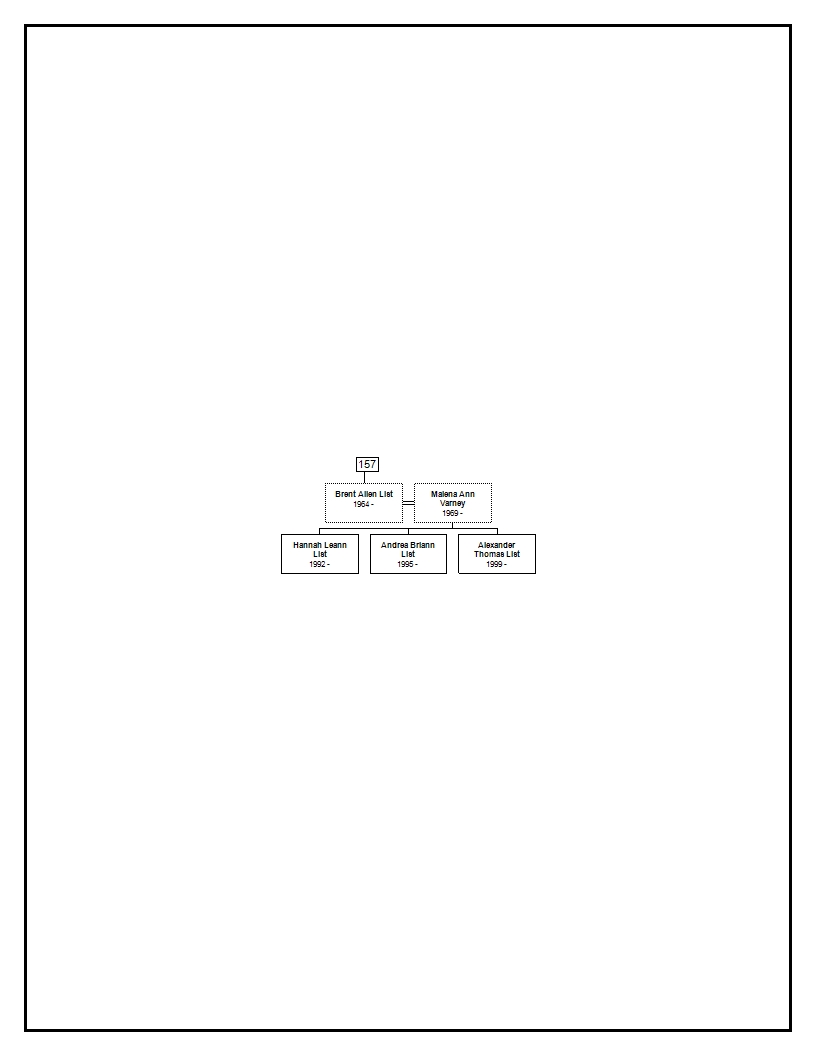 157
Brent Allen List
1964 -
Malena Ann
Varney
1969 -
Hannah Leann
List
1992 -
Andrea Briann
List
1995 -
Alexander
Thomas List
1999 -